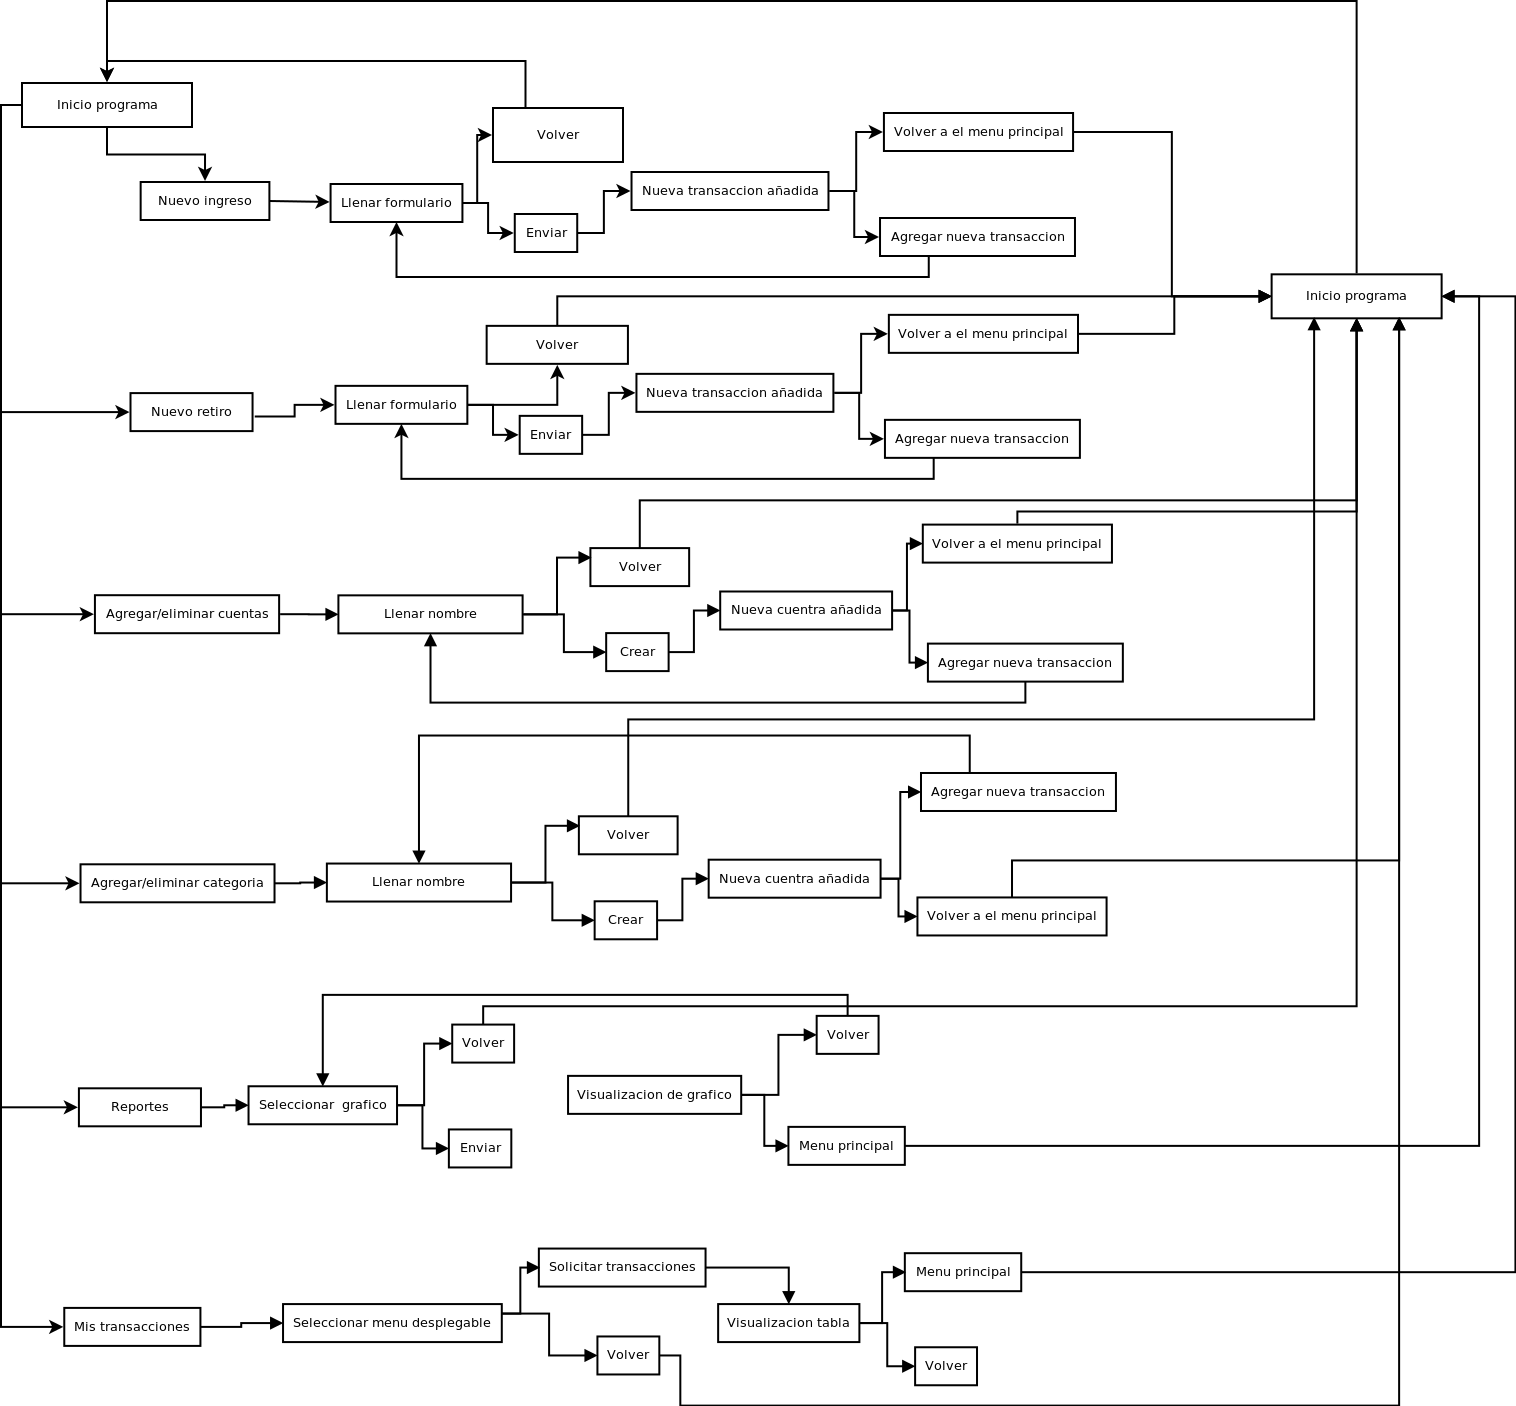 Inicio programa
Volver
Volver a el menu principal
Nuevo ingreso
Llenar formulario
Nueva transaccion añadida
Enviar
Agregar nueva transaccion
Inicio programa
Volver
Volver a el menu principal
Nuevo retiro
Llenar formulario
Nueva transaccion añadida
Enviar
Agregar nueva transaccion
Volver a el menu principal
Volver
Agregar/eliminar cuentas
Llenar nombre
Nueva cuentra añadida
Crear
Agregar nueva transaccion
Agregar nueva transaccion
Volver
Agregar/eliminar categoria
Llenar nombre
Nueva cuentra añadida
Crear
Volver a el menu principal
Volver
Volver
Reportes
Seleccionar  grafico
Visualizacion de grafico
Enviar
Menu principal
Solicitar transacciones
Menu principal
Mis transacciones
Seleccionar menu desplegable
Visualizacion tabla
Volver
Volver